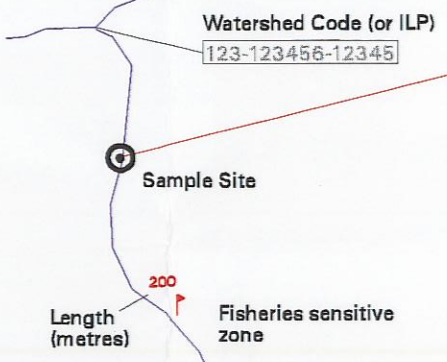 Watershed Code (or ILP)
123-123456-12345
Sample Site
200
Length
(metres)
Fisheries sensitive
zone